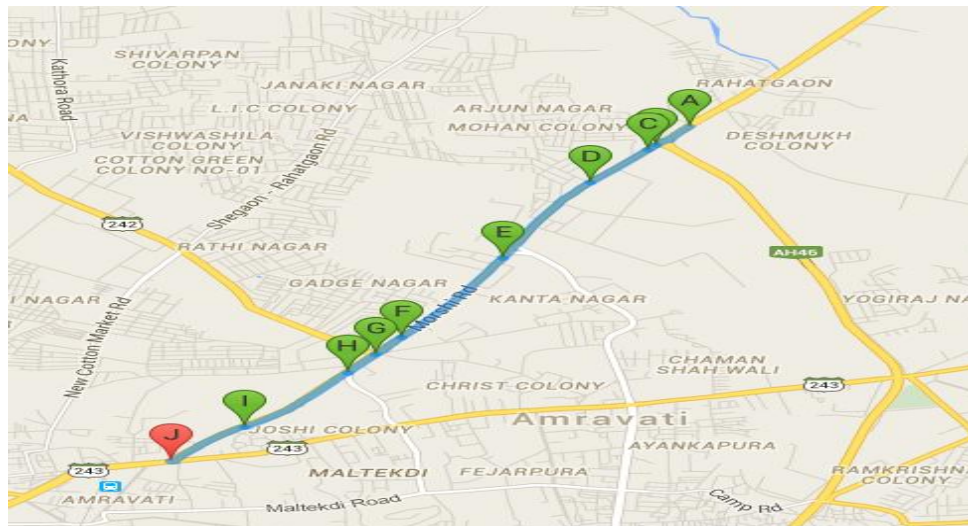 ONY
SHIVARPAN
COLONY
Kathora Road
JANAKI NAGAR
RAHATGAON
A
L.I.C COLONY
ARJUN NAGAR
NA
C
MOHAN COLONY
VISHWASHILA
COLONY
DESHMUKH
COLONY
COTTON GREEN
COLONY NO-01
D
Shegaon - Rahatgaon Rd
242
E
RATHI NAGAR
AH46
GADGE NAGAR
I NAGAR
KANTA NAGAR
YOGIRAJ NA
New Cotton Market Rd
F
Morshi Rd
G
H
CHAMAN
SHAH WALI
CHRIST COLONY
243
I
Amravati
JOSHI COLONY
J
243
AYANKAPURA
243
MALTEKDI
FEJARPURA
RAMKRISHNA
COLONY
AMRAVATI
Maltekdi Road
Camp Rd